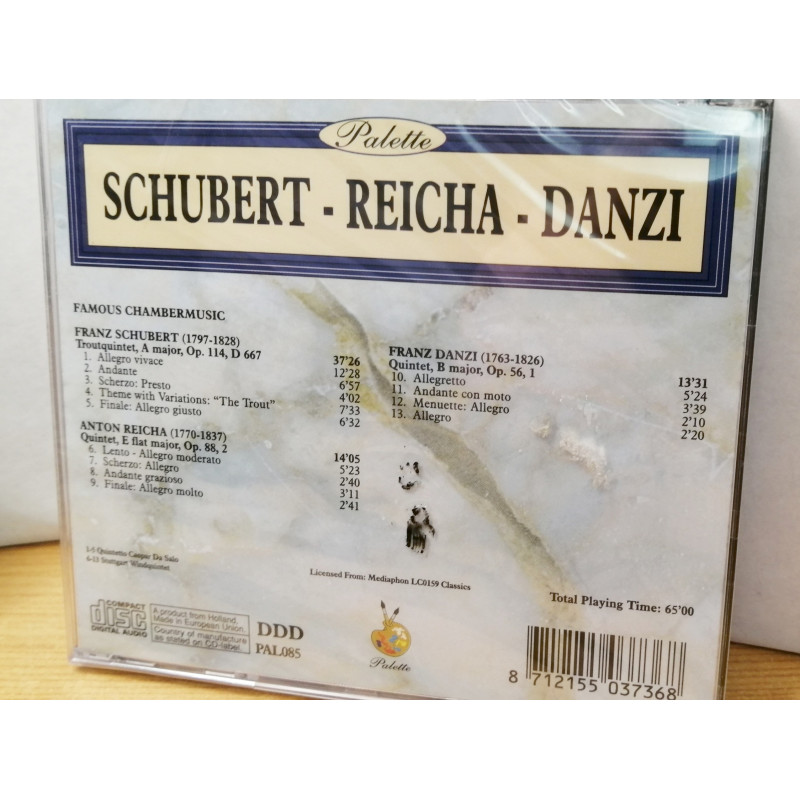 Palette
SCHUBERT - REICHA - DANZI
FAMOUS CHAMBERMUSIC
FRANZ SCHUBERT (1797-1828)
Troutquintet, A major, Op. 114, D 667 37'26
1. Allegro vivace 12'28
2. Andante 6'57
3. Scherzo: Presto 4'02
4. Theme with Variations: “The Trout” 7'33
5. Finale: Allegro giusto 6'32
ANTON REICHA (1770-1837)
Quintet, E flat major, Op. 88, 2 14'05
6. Lento - Allegro moderato 5'23
7. Scherzo: Allegro 2'40
8. Andante grazioso 3'11
9. Finale: Allegro molto 2'41
FRANZ DANZI (1763-1826)
Quintet, B major, Op. 56, 1 13'31
10. Allegretto 5'24
11. Andante con moto 3'39
12. Menuette: Allegro 2'10
13. Allegro 2'20
1-5 Quintetto Caspar Da Salo
6-13 Stuttgart Windquintet
Licensed From: Mediaphon LC0159 Classics
Total Playing Time: 65'00
COMPACT
disc
DIGITAL AUDIO
A product from Holland.
Made in European Union.
Country of manufacture
as stated on CD-label.
DDD
PAL085
Palette
8 712155 037368